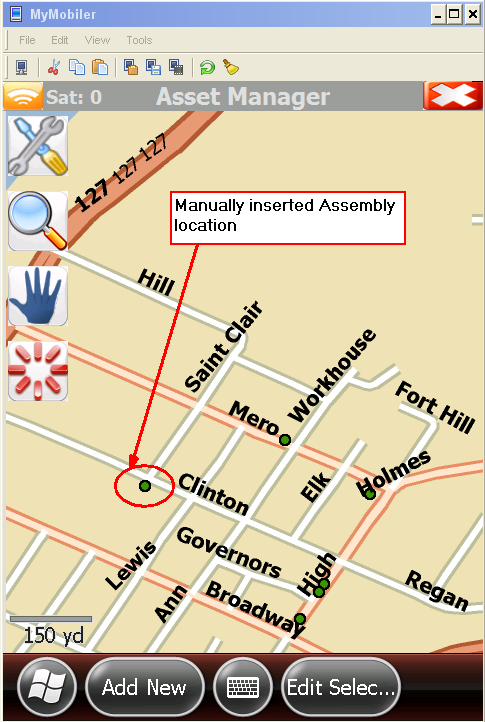 MyMobiler
File Edit View Tools
Sat: 0 Asset Manager
127 127 127
Manually inserted Assembly
location
Hill
Saint Clair
Workhouse
Fort Hill
Mero
Holmes
Elk
Clinton
Governors
High
Lewis
Ann
Broadway
Regan
150 yd
Add New Edit Selec...